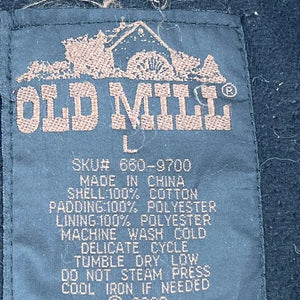 OLD MILL®
L
SKU# 660-9700
MADE IN CHINA
SHELL:100% COTTON
PADDING:100% POLYESTER
LINING:100% POLYESTER
MACHINE WASH COLD
DELICATE CYCLE
TUMBLE DRY LOW
DO NOT STEAM PRESS
COOL IRON IF NEEDED